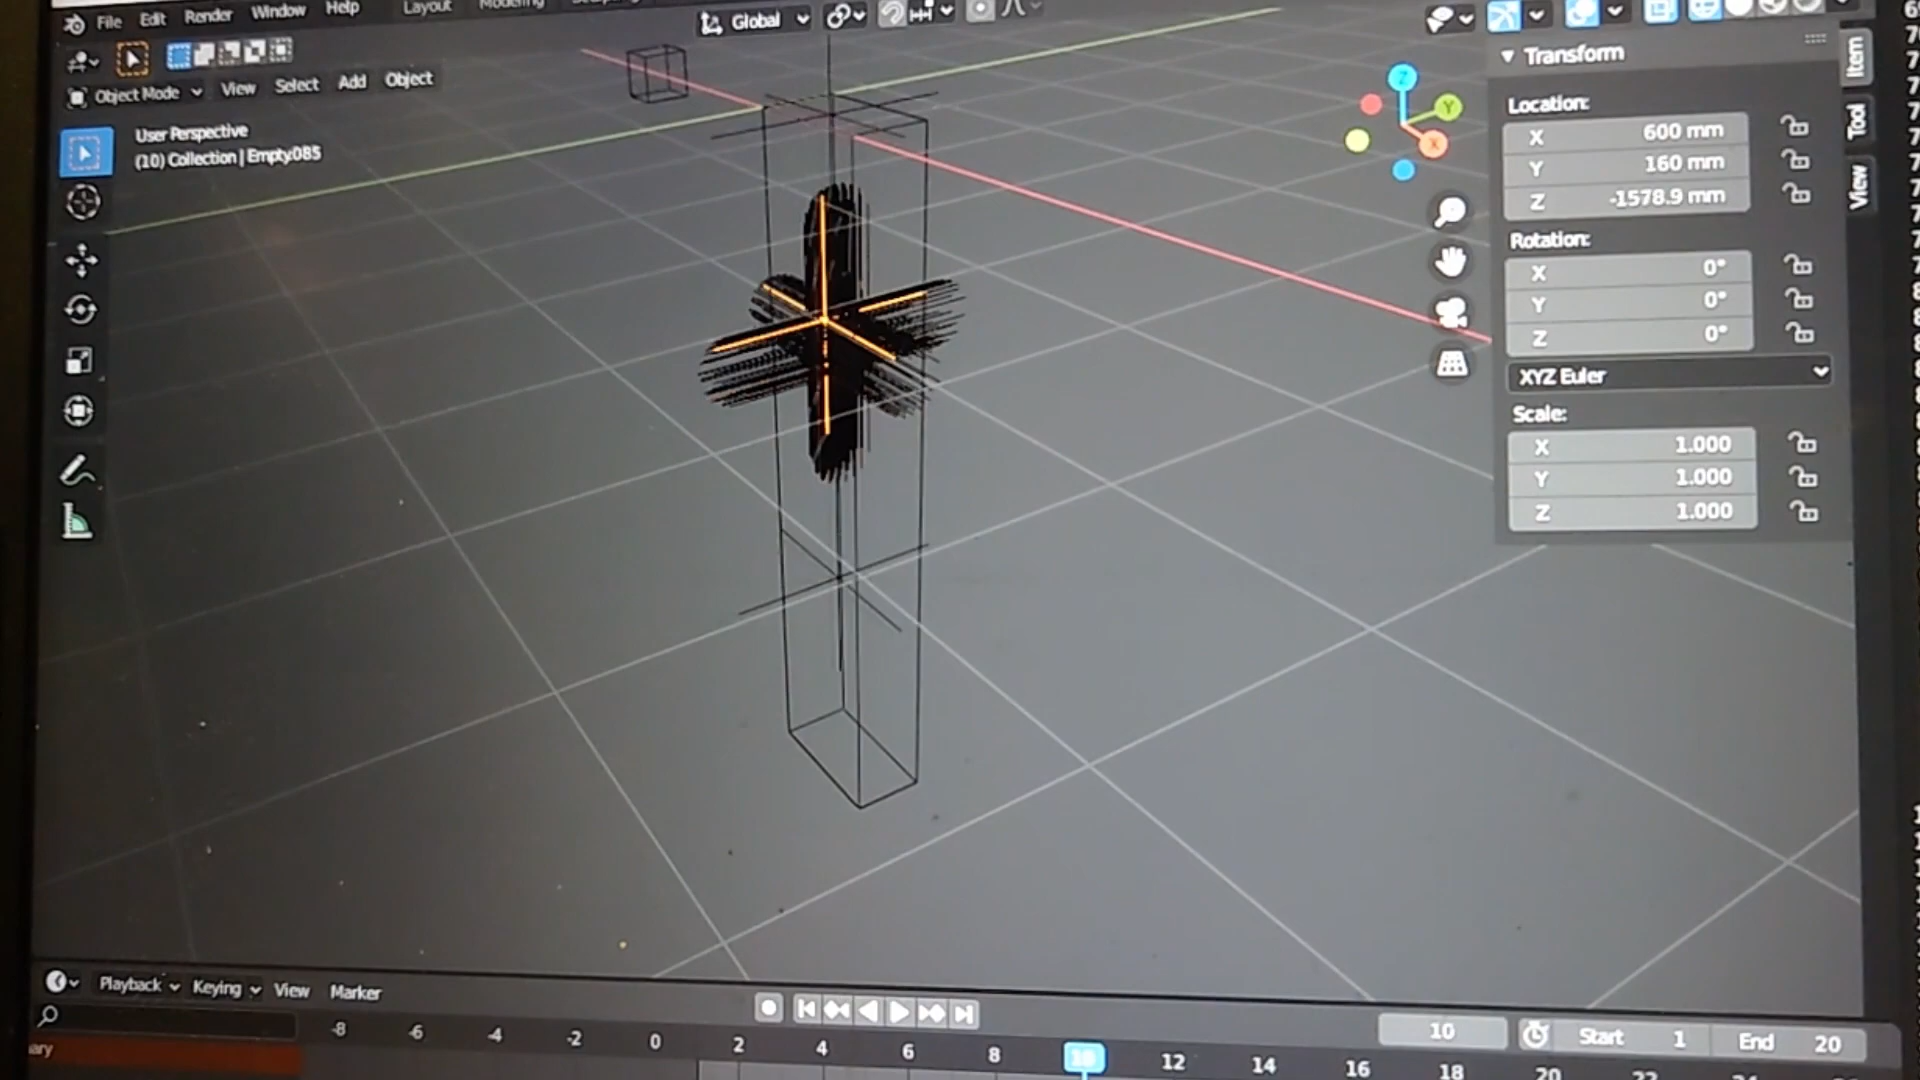 File Edit Render Window Help Layout Modeling
Global
Object Mode View Select Add Object
User Perspective
(10) Collection | Empty.085
Z
Y
X
Transform
Location:
X 600 mm
Y 160 mm
Z -1578.9 mm
Rotation:
X 0°
Y 0°
Z 0°
XYZ Euler
Scale:
X 1.000
Y 1.000
Z 1.000
Item
Tool
View
Playback Keying View Marker
10 Start 1 End 20
-8 -6 -4 -2 0 2 4 6 8 10 12 14 16 18 20